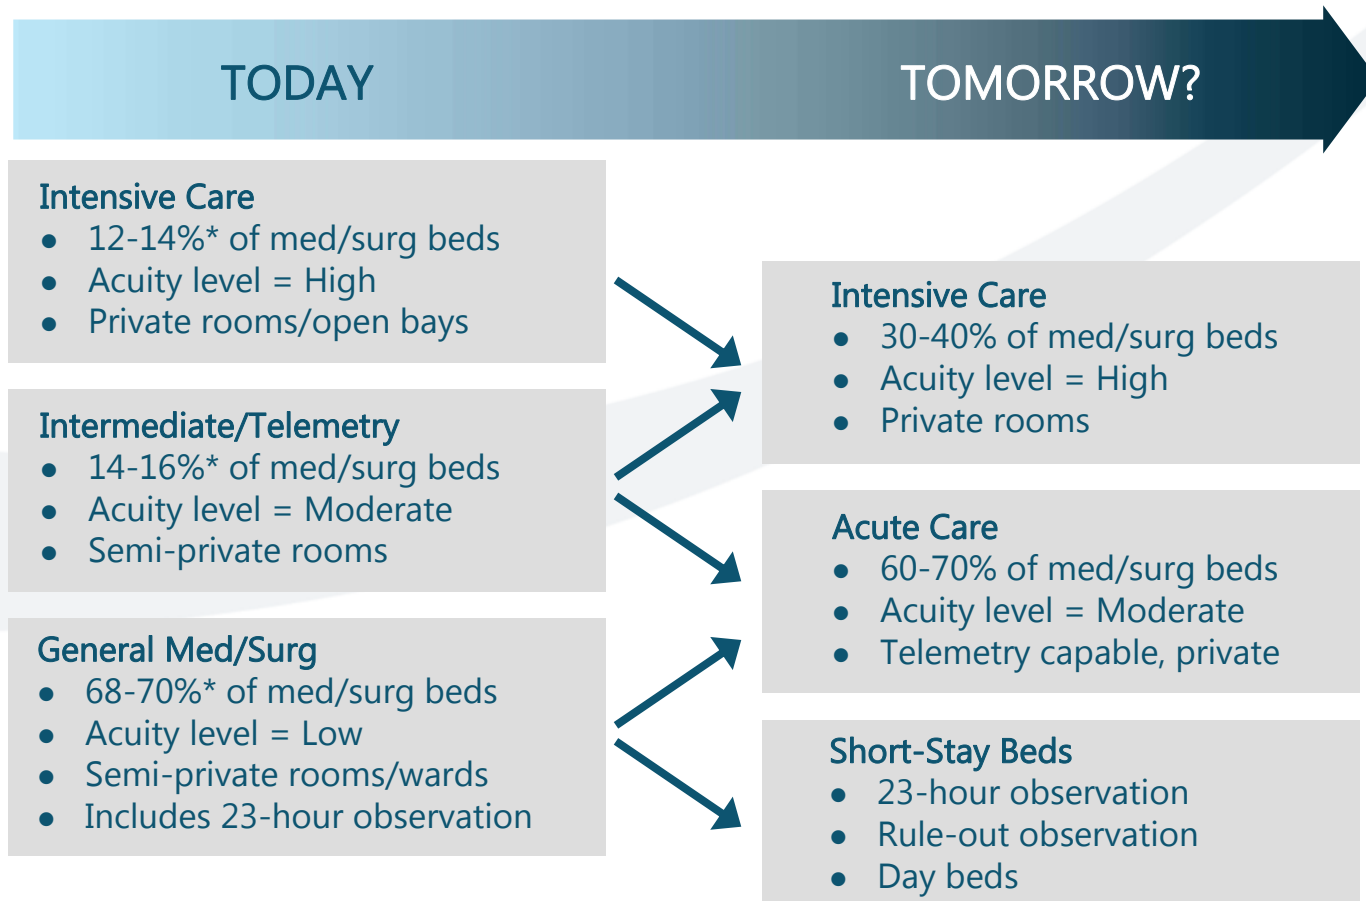 TODAY
TOMORROW?
Intensive Care
● 12-14%* of med/surg beds
● Acuity level = High
● Private rooms/open bays
Intermediate/Telemetry
● 14-16%* of med/surg beds
● Acuity level = Moderate
● Semi-private rooms
General Med/Surg
● 68-70%* of med/surg beds
● Acuity level = Low
● Semi-private rooms/wards
● Includes 23-hour observation
Intensive Care
● 30-40% of med/surg beds
● Acuity level = High
● Private rooms
Acute Care
● 60-70% of med/surg beds
● Acuity level = Moderate
● Telemetry capable, private
Short-Stay Beds
● 23-hour observation
● Rule-out observation
● Day beds